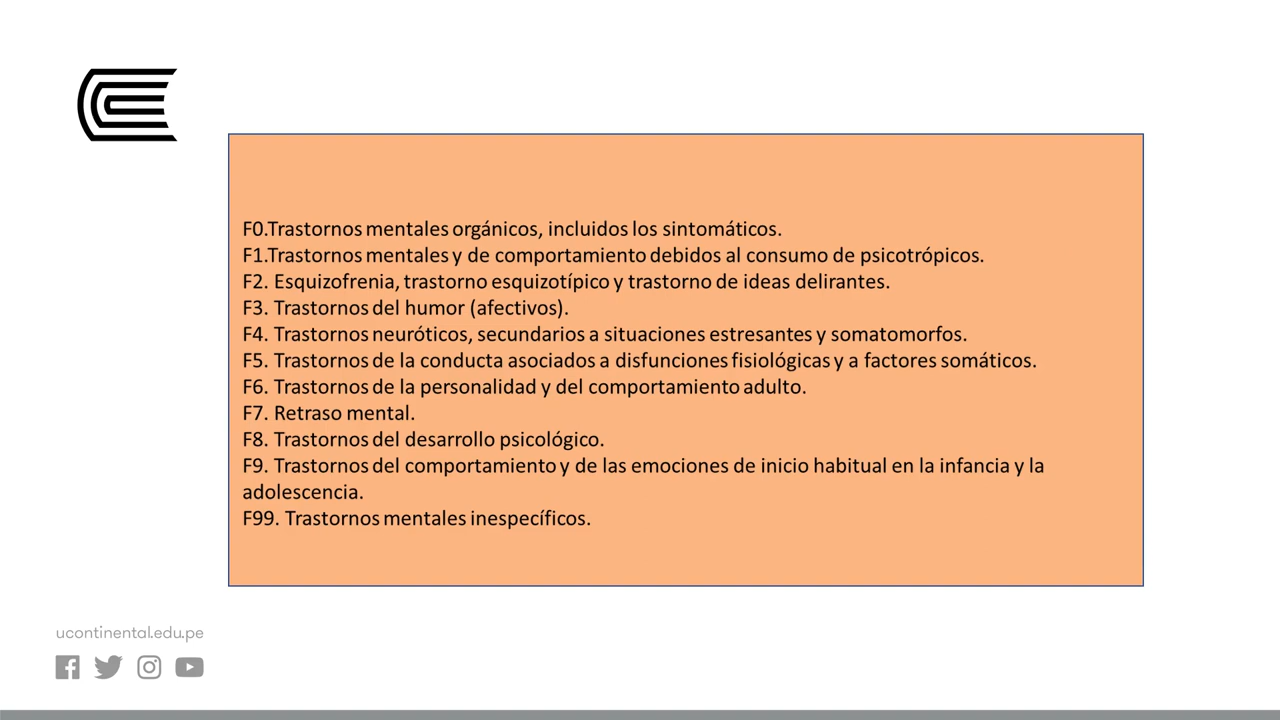 F0.Trastornos mentales orgánicos, incluidos los sintomáticos.
F1.Trastornos mentales y de comportamiento debidos al consumo de psicotrópicos.
F2. Esquizofrenia, trastorno esquizotípico y trastorno de ideas delirantes.
F3. Trastornos del humor (afectivos).
F4. Trastornos neuróticos, secundarios a situaciones estresantes y somatomorfos.
F5. Trastornos de la conducta asociados a disfunciones fisiológicas y a factores somáticos.
F6. Trastornos de la personalidad y del comportamiento adulto.
F7. Retraso mental.
F8. Trastornos del desarrollo psicológico.
F9. Trastornos del comportamiento y de las emociones de inicio habitual en la infancia y la
adolescencia.
F99. Trastornos mentales inespecíficos.
ucontinental.edu.pe